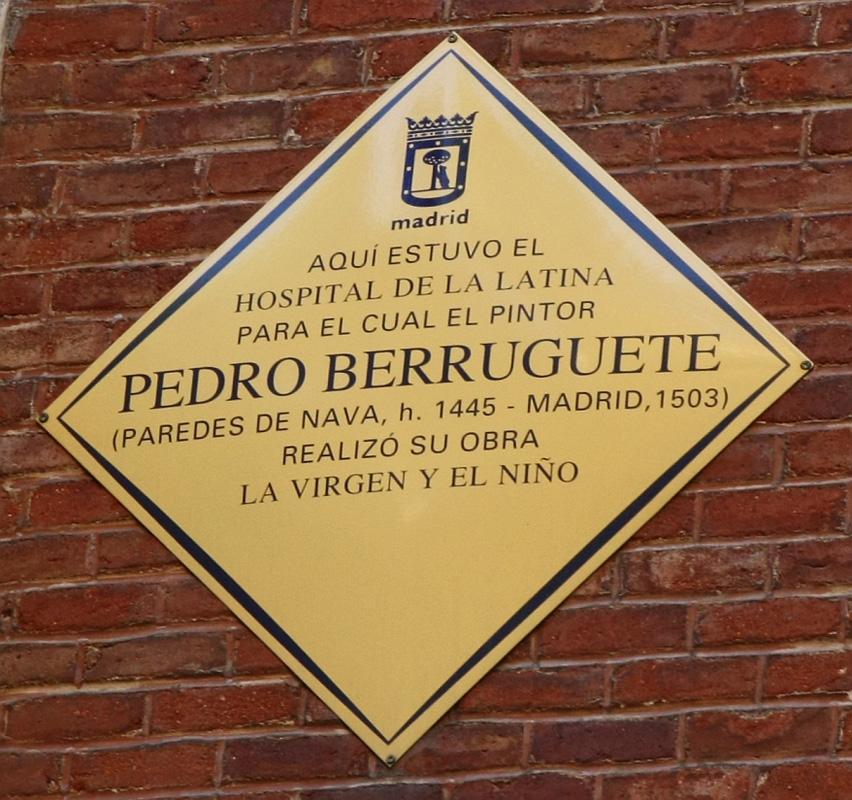 madrid
AQUÍ ESTUVO EL
HOSPITAL DE LA LATINA
PARA EL CUAL EL PINTOR
PEDRO BERRUGUETE
(PAREDES DE NAVA, h. 1445 - MADRID,1503)
REALIZÓ SU OBRA
LA VIRGEN Y EL NIÑO